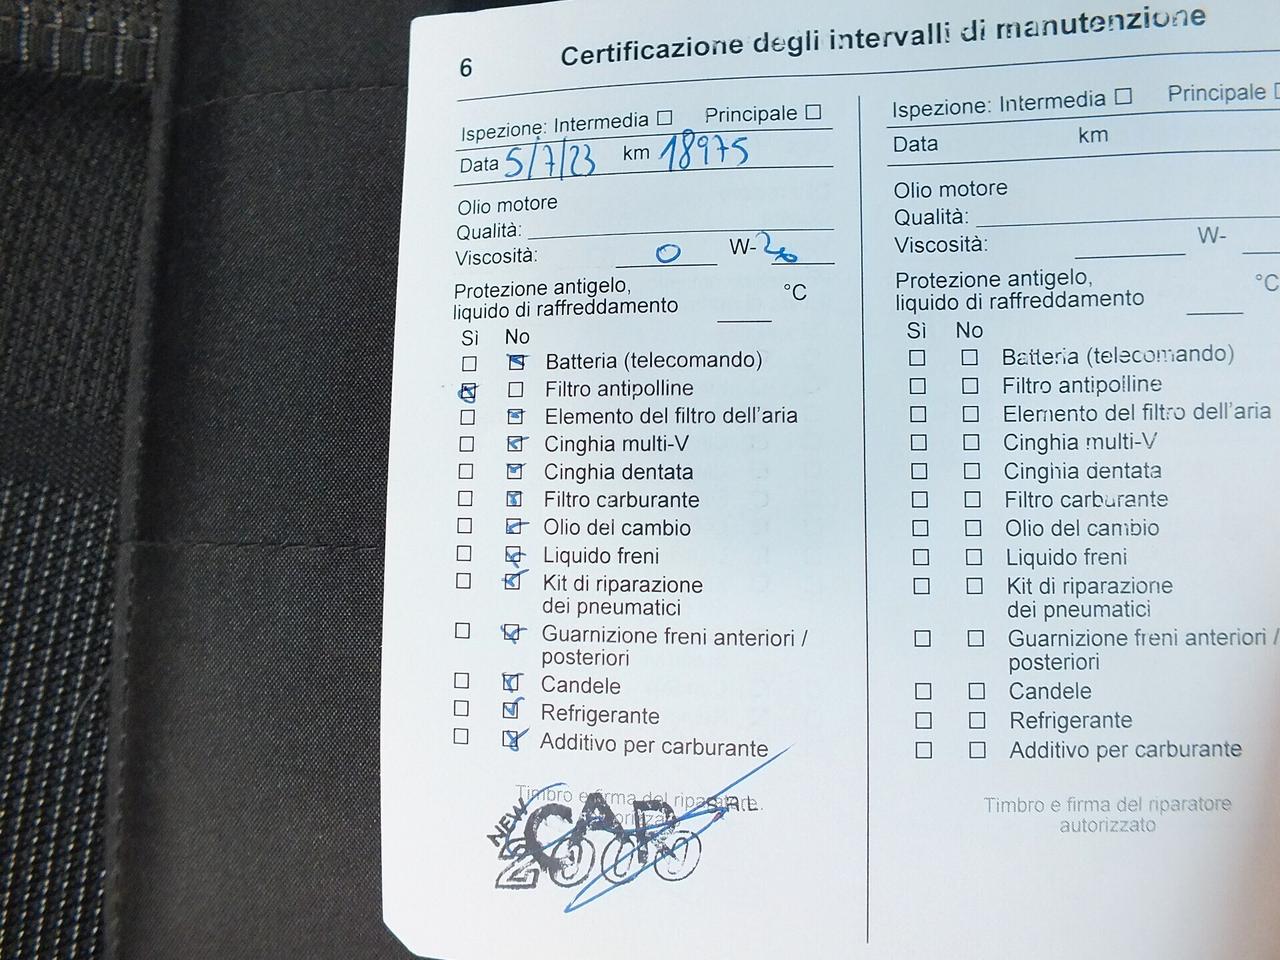 6 Certificazione degli intervalli di manutenzione
Ispezione: Intermedia ☐ Principale ☐
Data 5/7/23 km 18975
Olio motore
Qualità:
Viscosità: 0 W-20
Protezione antigelo, °C
liquido di raffreddamento
Sì No
Batteria (telecomando)
Filtro antipolline
Elemento del filtro dell'aria
Cinghia multi-V
Cinghia dentata
Filtro carburante
Olio del cambio
Liquido freni
Kit di riparazione
dei pneumatici
Guarnizione freni anteriori /
posteriori
Candele
Refrigerante
Additivo per carburante
Timbro e firma del riparatore
autorizzato
NEW CAR SRL.
2000
Ispezione: Intermedia ☐ Principale ☐
Data km
Olio motore
Qualità:
Viscosità: W-
Protezione antigelo, °C
liquido di raffreddamento
Sì No
Batteria (telecomando)
Filtro antipolline
Elemento del filtro dell'aria
Cinghia multi-V
Cinghia dentata
Filtro carburante
Olio del cambio
Liquido freni
Kit di riparazione
dei pneumatici
Guarnizione freni anteriori /
posteriori
Candele
Refrigerante
Additivo per carburante
Timbro e firma del riparatore
autorizzato